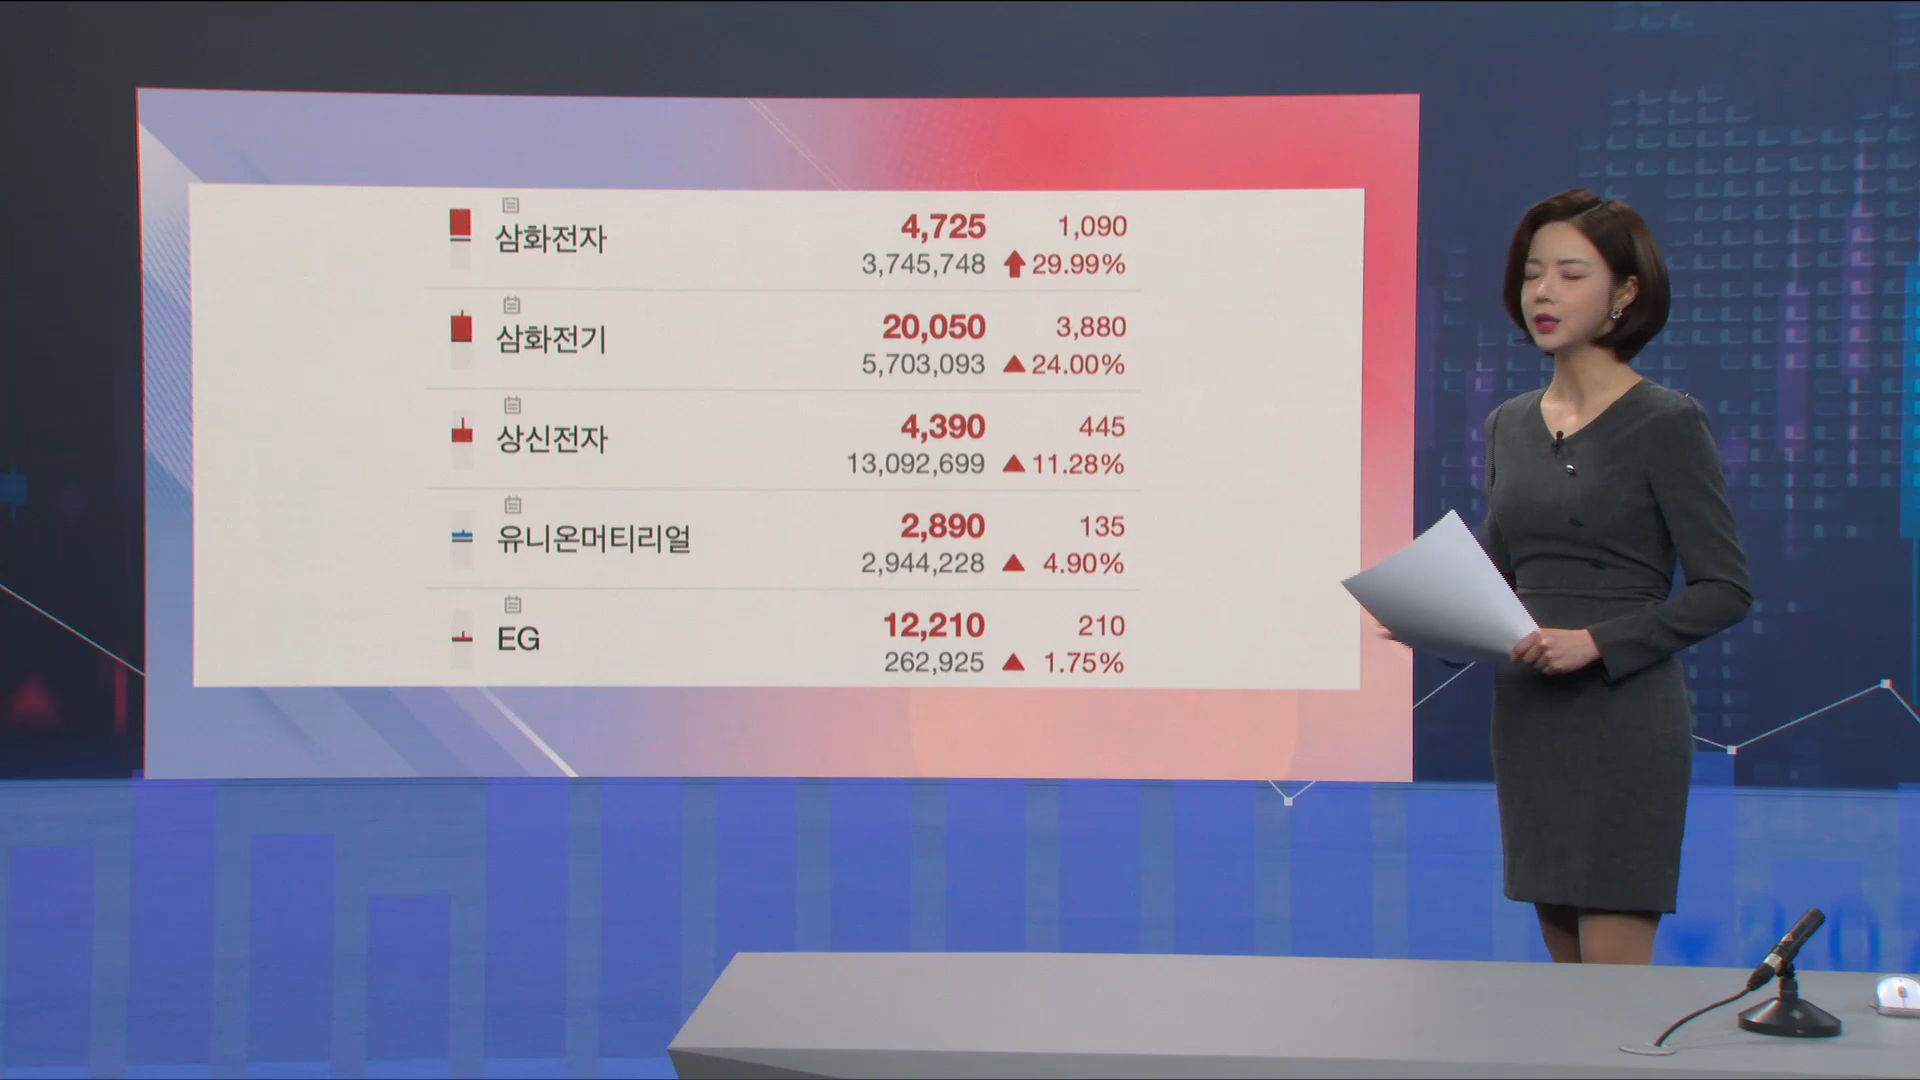 삼화전자 4,725 1,090
3,745,748 29.99%
삼화전기 20,050 3,880
5,703,093 24.00%
상신전자 4,390 445
13,092,699 11.28%
유니온머티리얼 2,890 135
2,944,228 4.90%
EG 12,210 210
262,925 1.75%